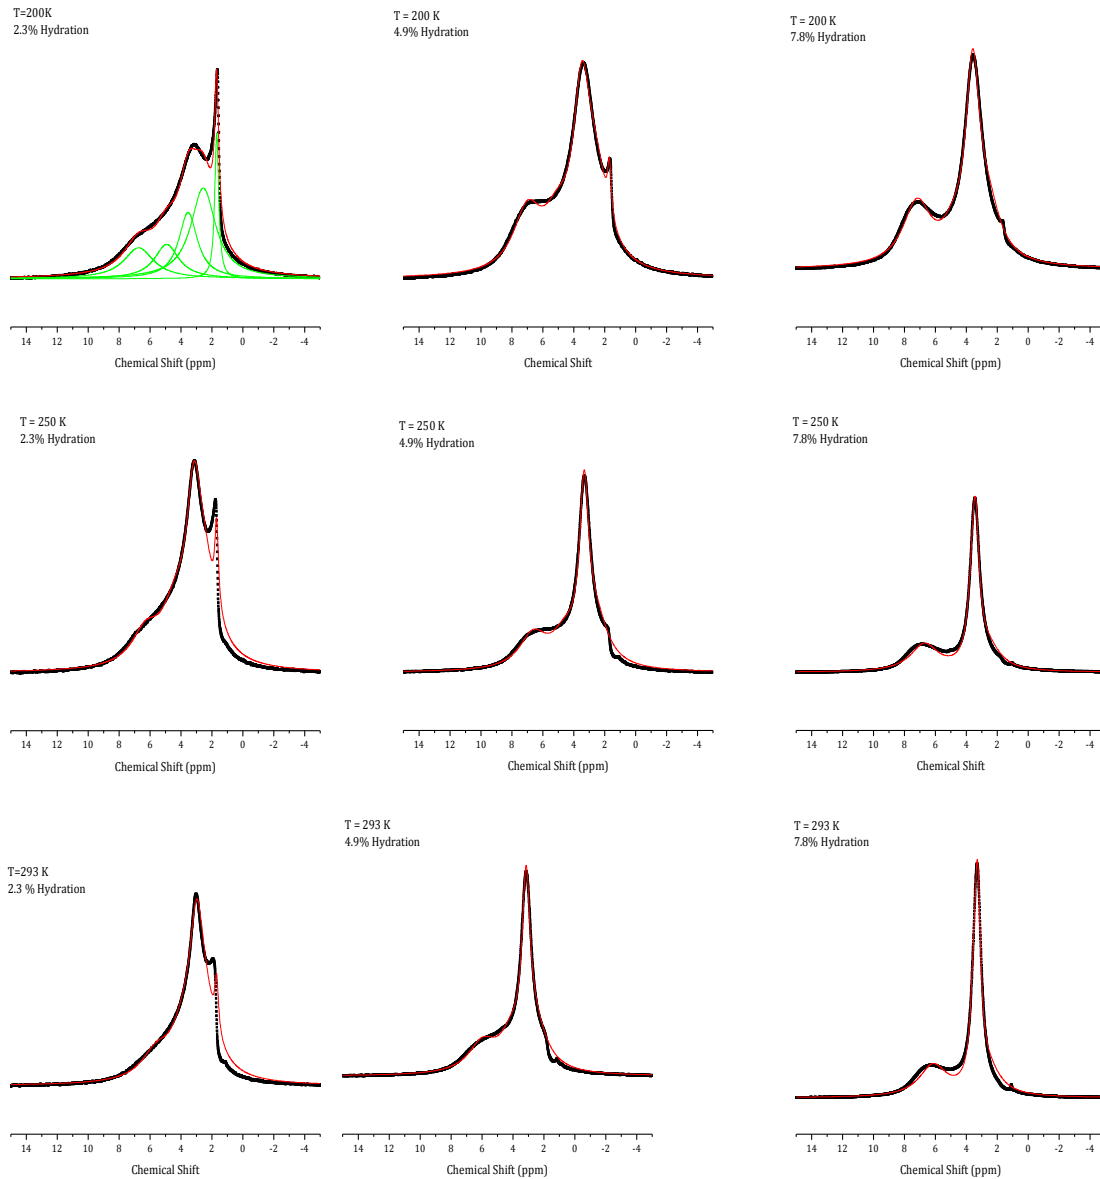 T=200K
2.3% Hydration
14 12 10 8 6 4 2 0 -2 -4
Chemical Shift (ppm)
T = 200 K
4.9% Hydration
14 12 10 8 6 4 2 0 -2 -4
Chemical Shift
T = 200 K
7.8% Hydration
14 12 10 8 6 4 2 0 -2 -4
Chemical Shift (ppm)
T = 250 K
2.3% Hydration
14 12 10 8 6 4 2 0 -2 -4
Chemical Shift (ppm)
T = 250 K
4.9% Hydration
14 12 10 8 6 4 2 0 -2 -4
Chemical Shift (ppm)
T = 250 K
7.8% Hydration
14 12 10 8 6 4 2 0 -2 -4
Chemical Shift
T=293 K
2.3 % Hydration
14 12 10 8 6 4 2 0 -2 -4
Chemical Shift
T = 293 K
4.9% Hydration
14 12 10 8 6 4 2 0 -2 -4
Chemical Shift (ppm)
T = 293 K
7.8% Hydration
14 12 10 8 6 4 2 0 -2 -4
Chemical Shift (ppm)